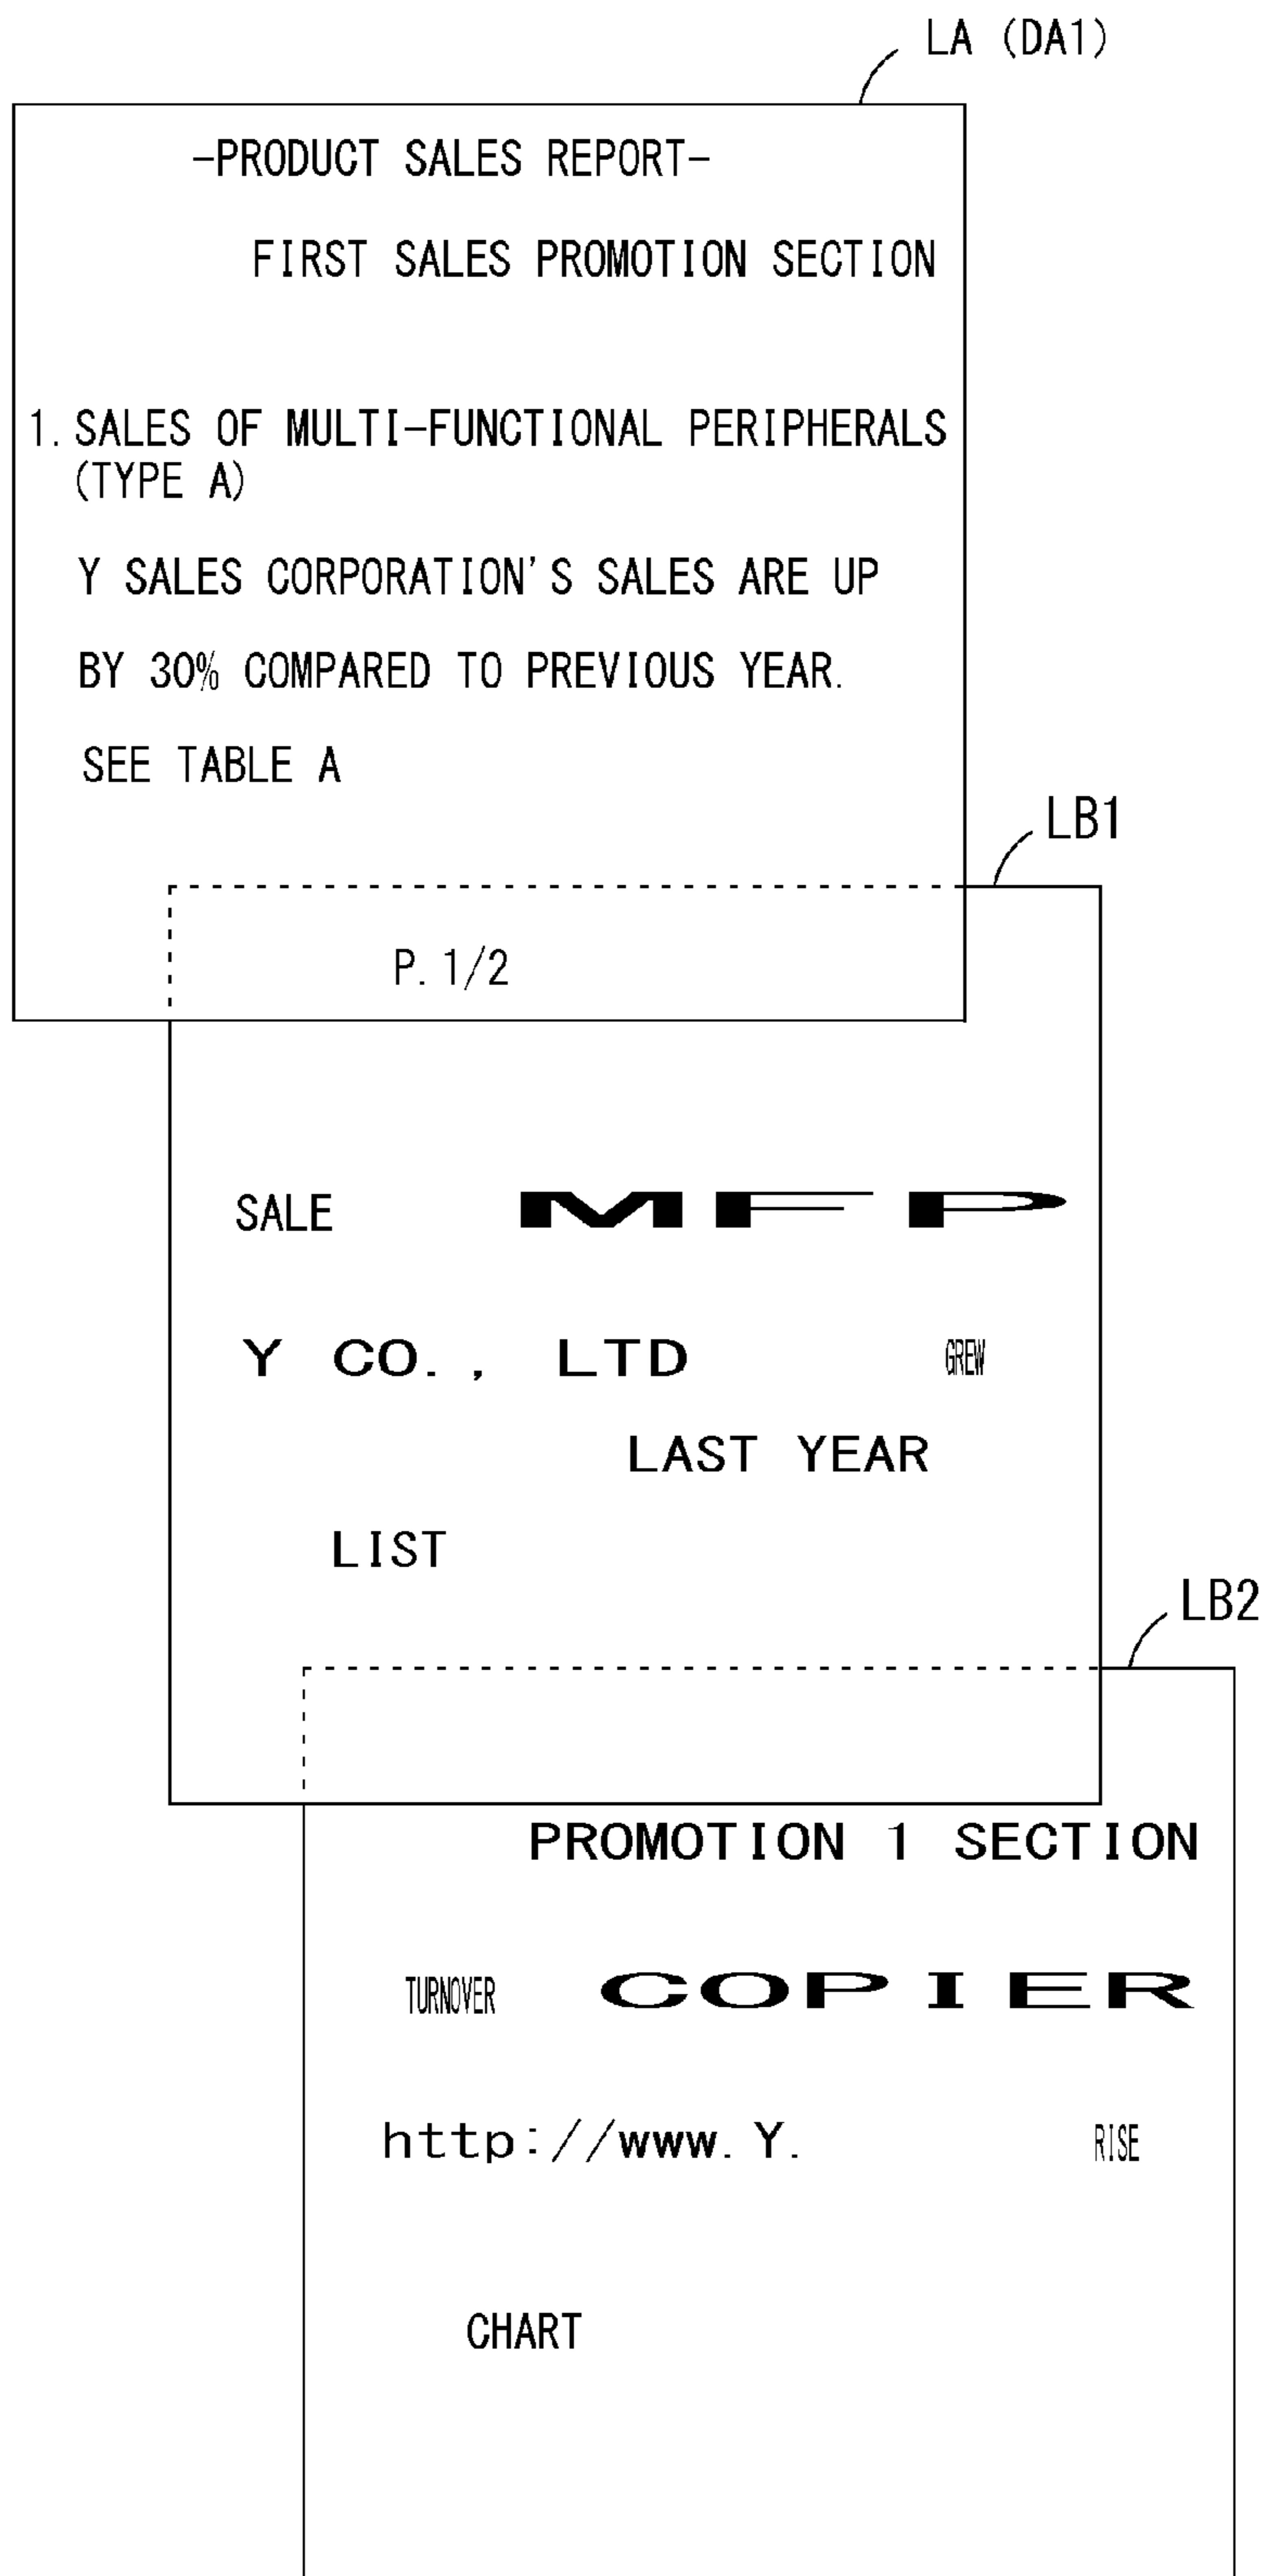 LA (DA1)
-PRODUCT SALES REPORT-
FIRST SALES PROMOTION SECTION
1. SALES OF MULTI-FUNCTIONAL PERIPHERALS
(TYPE A)
Y SALES CORPORATION'S SALES ARE UP
BY 30% COMPARED TO PREVIOUS YEAR.
SEE TABLE A
LB1
P. 1/2
SALE MFP
Y CO., LTD GREW
LAST YEAR
LIST
LB2
PROMOTION 1 SECTION
TURNOVER COPIER
http://www.Y. RISE
CHART